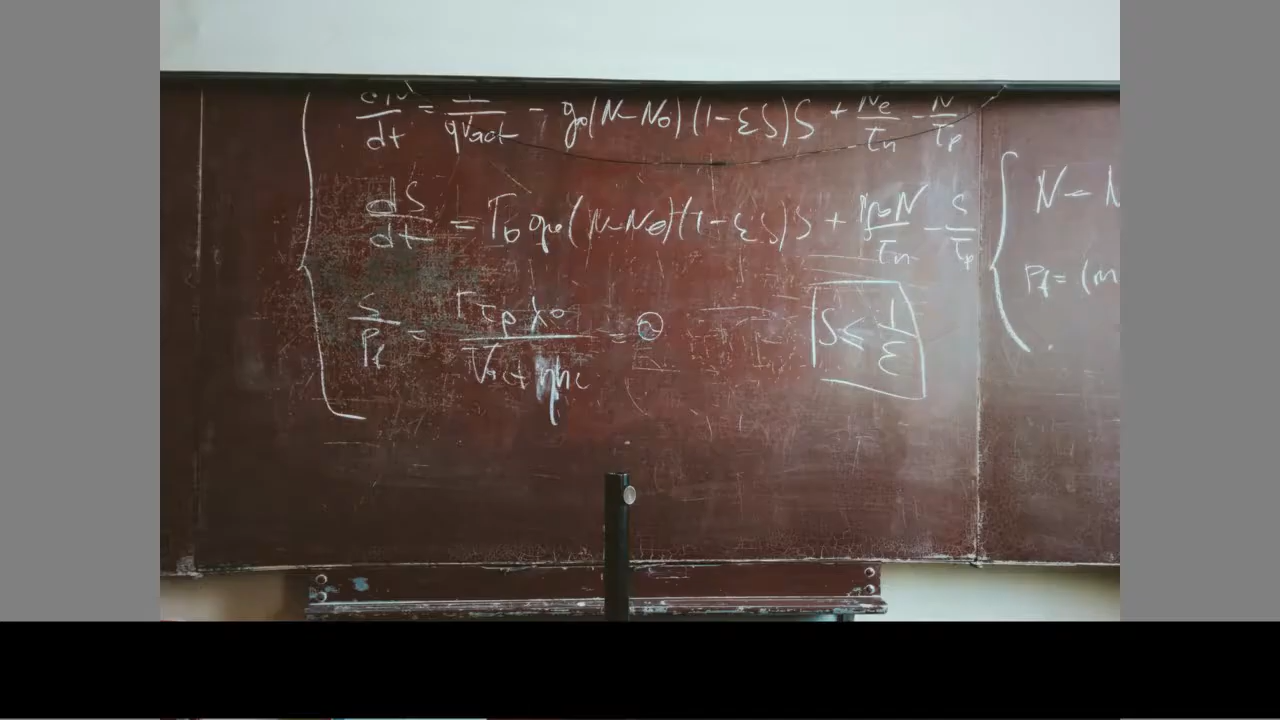 dN/dt = I/qVact - g₀(N-N₀)(1-εS)S + Nₑ/τₙ - N/τₚ
dS/dt = Γ₀g₀(N-N₀)(1-εS)S + N/τₙ - S/τₚ
S/Pf = Γτₚλ₀/Vact ηhc =
S ≤ 1/ε
N =
Pf = (m